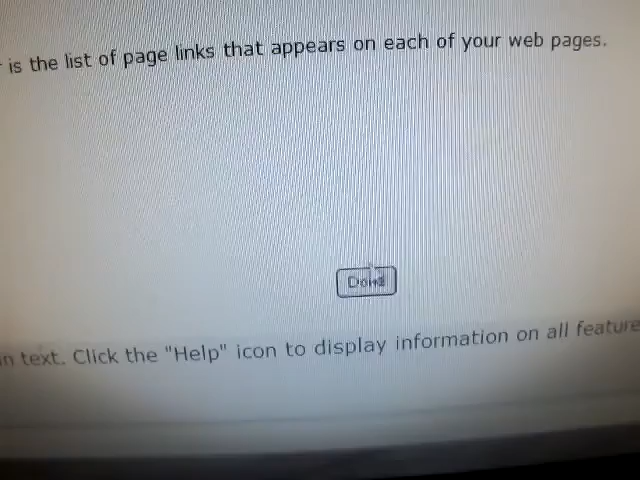 is the list of page links that appears on each of your web pages.
Done
in text. Click the "Help" icon to display information on all feature